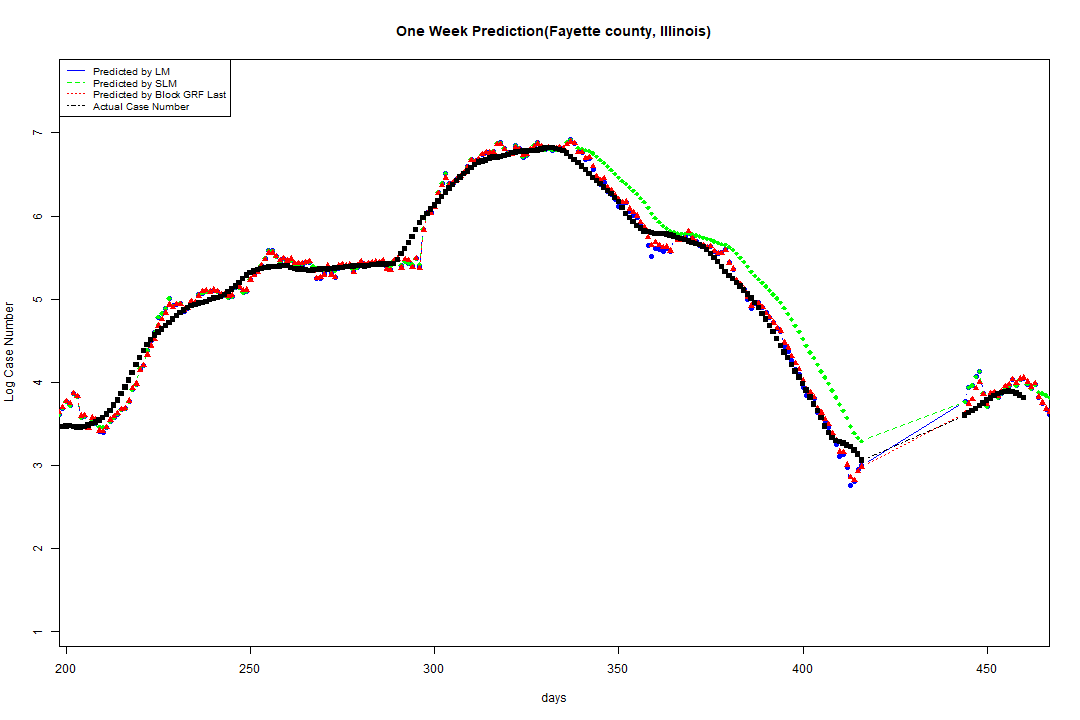 One Week Prediction(Fayette county, Illinois)
Predicted by LM
Predicted by SLM
Predicted by Block GRF Last
Actual Case Number
7
6
5
4
3
2
1
Log Case Number
200 250 300 350 400 450
days